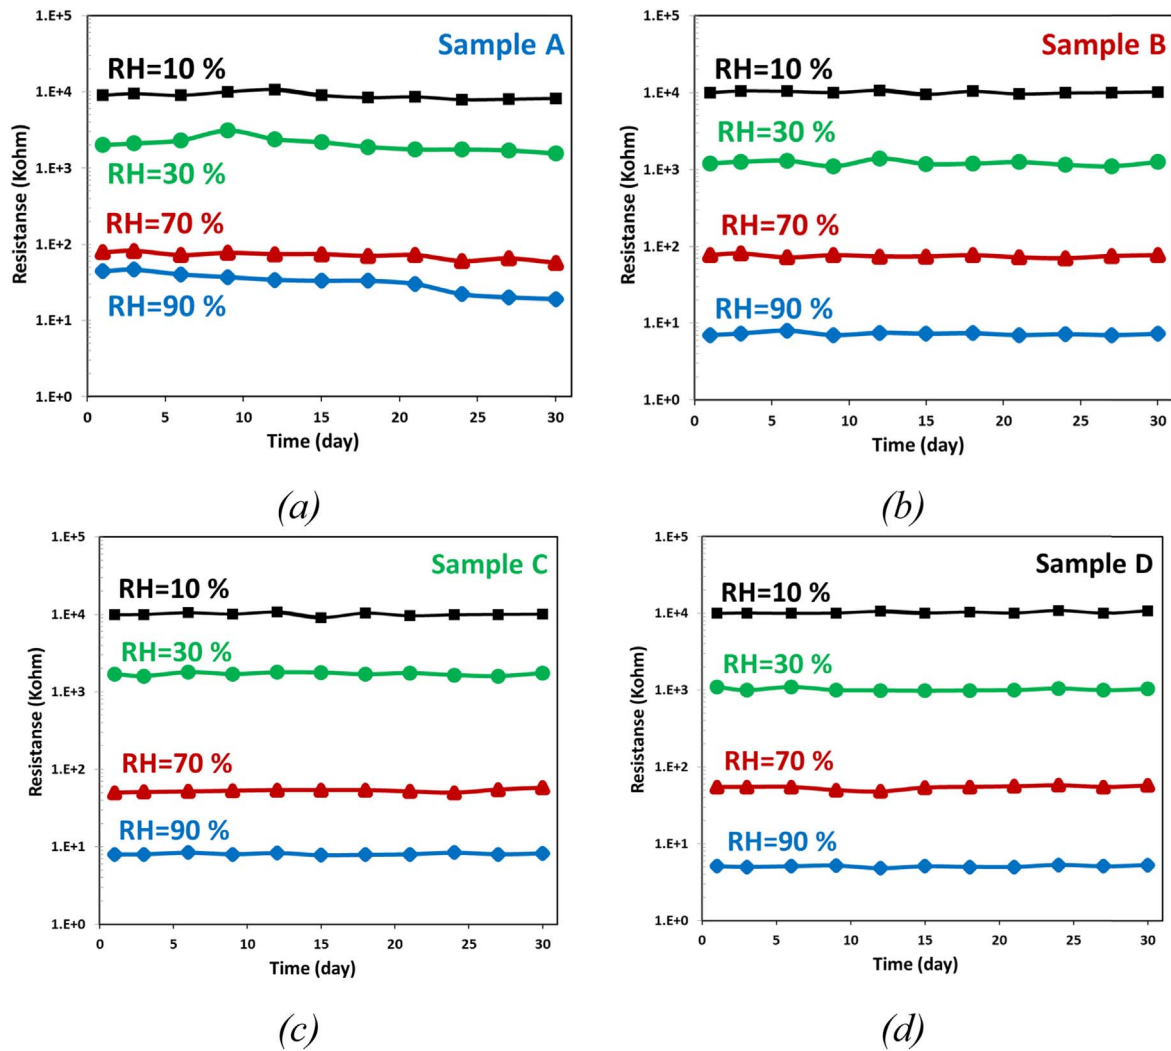 1.E+5
1.E+4
1.E+3
1.E+2
1.E+1
1.E+0
Resistanse (Kohm)
Sample A
RH=10 %
RH=30 %
RH=70 %
RH=90 %
0 5 10 15 20 25 30
Time (day)
(a)
1.E+5
1.E+4
1.E+3
1.E+2
1.E+1
1.E+0
Resistanse (Kohm)
Sample B
RH=10 %
RH=30 %
RH=70 %
RH=90 %
0 5 10 15 20 25 30
Time (day)
(b)
1.E+5
1.E+4
1.E+3
1.E+2
1.E+1
1.E+0
Resistanse (Kohm)
Sample C
RH=10 %
RH=30 %
RH=70 %
RH=90 %
0 5 10 15 20 25 30
Time (day)
(c)
1.E+5
1.E+4
1.E+3
1.E+2
1.E+1
1.E+0
Resistanse (Kohm)
Sample D
RH=10 %
RH=30 %
RH=70 %
RH=90 %
0 5 10 15 20 25 30
Time (day)
(d)